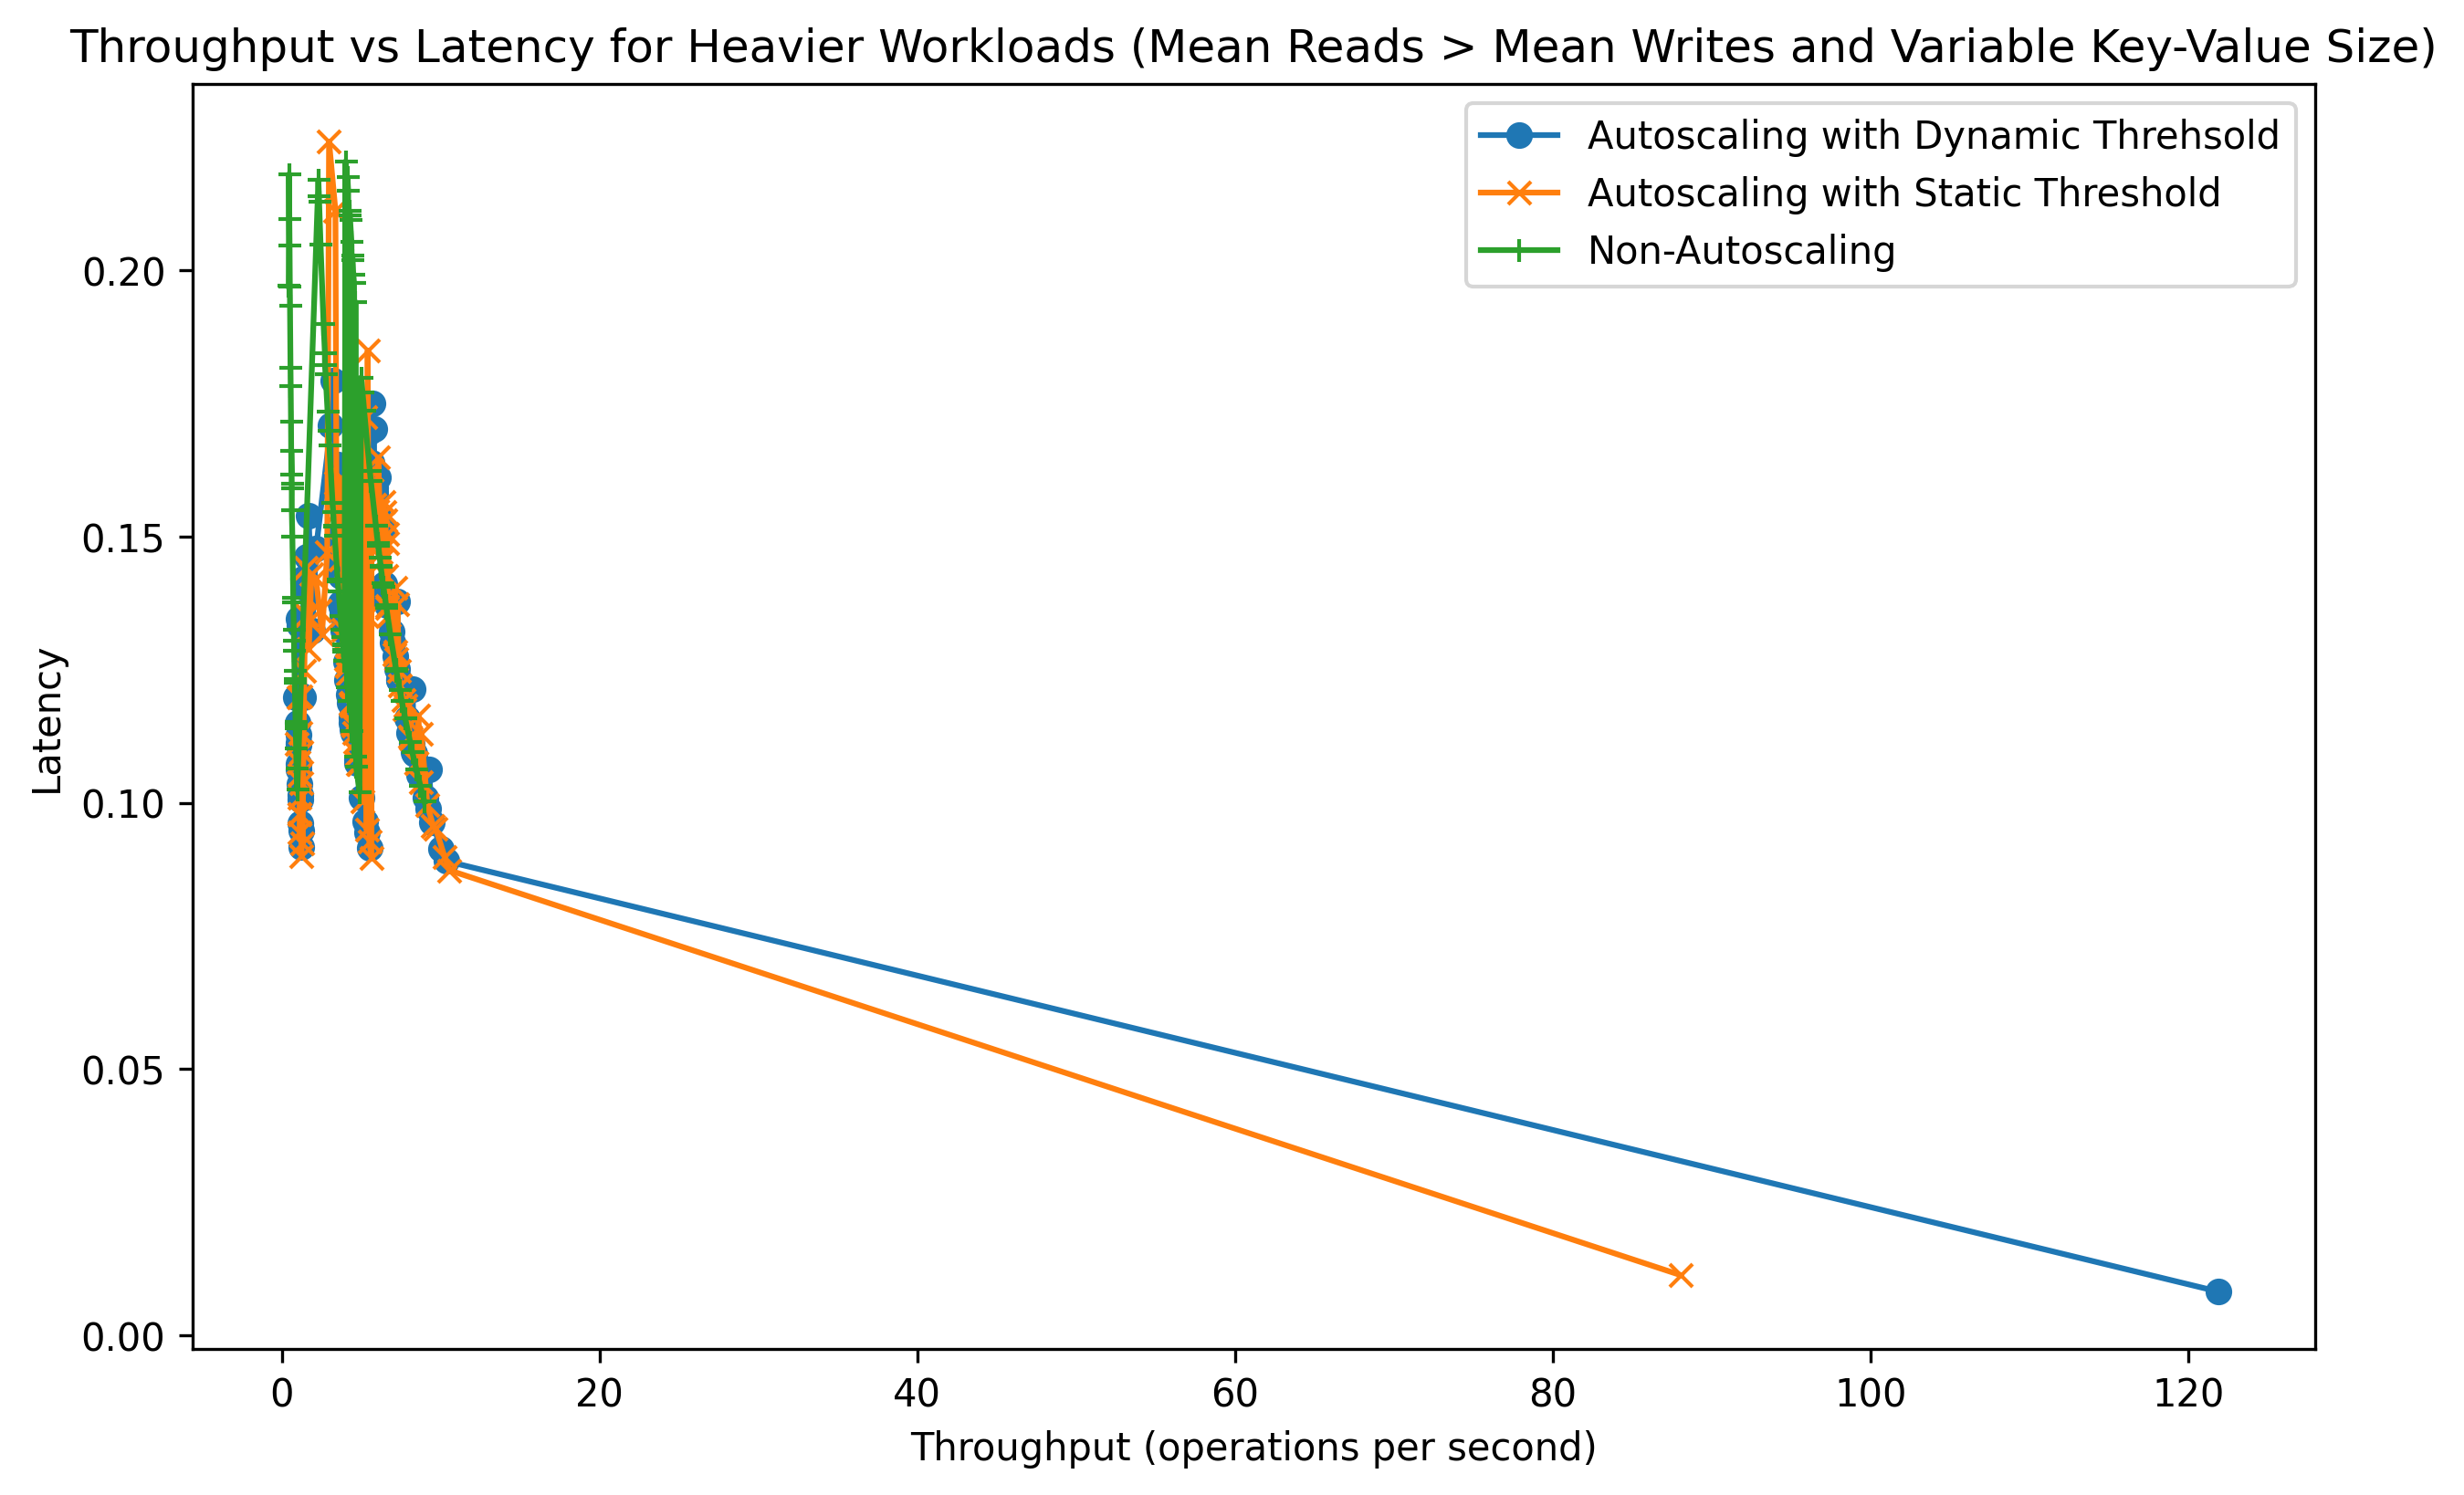 Throughput vs Latency for Heavier Workloads (Mean Reads > Mean Writes and Variable Key-Value Size)
Autoscaling with Dynamic Threhsold
Autoscaling with Static Threshold
Non-Autoscaling
Latency
0.20
0.15
0.10
0.05
0.00
0 20 40 60 80 100 120
Throughput (operations per second)